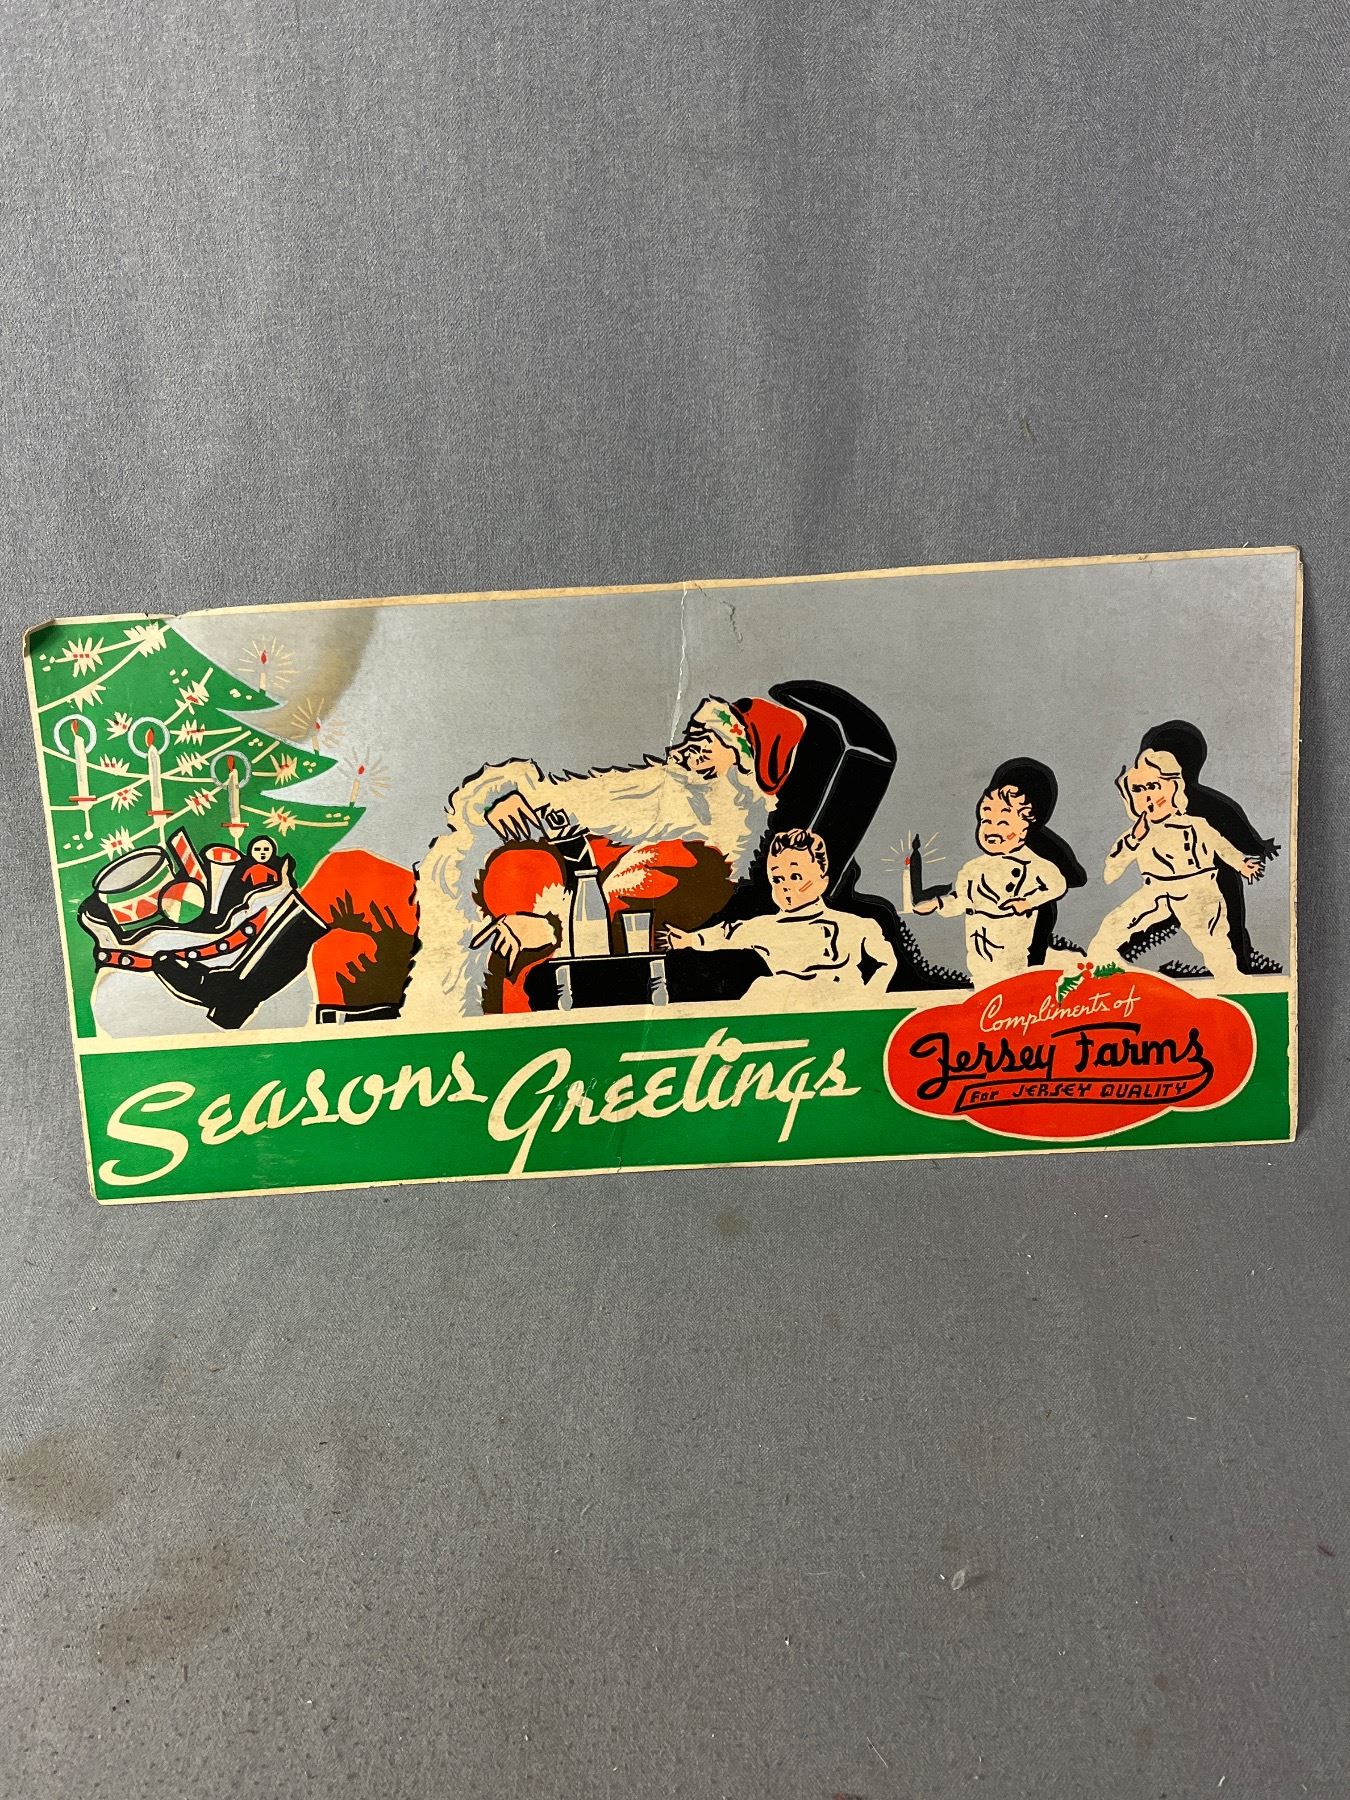 Seasons Greetings
Compliments of
Jersey Farms
FOR JERSEY QUALITY